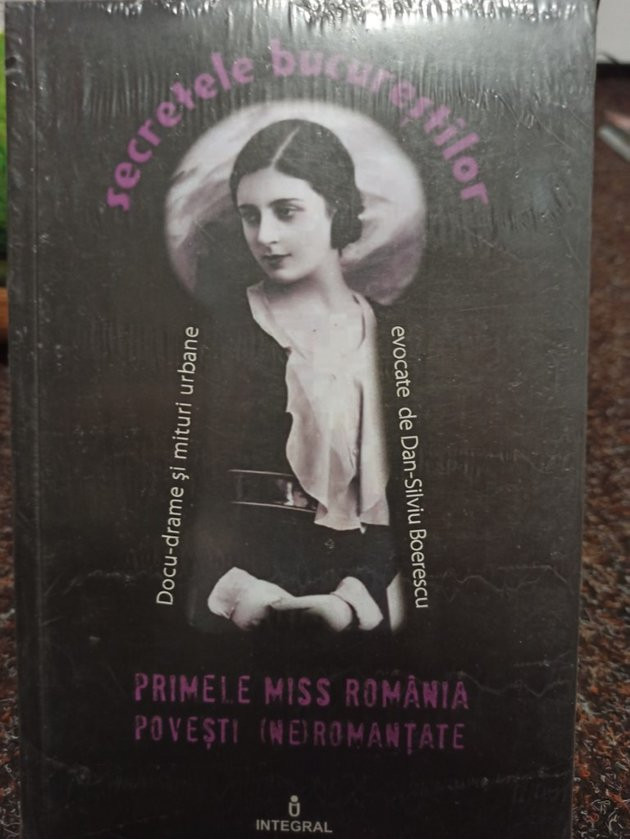 secretele bucureștilor
Docu-drame și mituri urbane
evocate de Dan-Silviu Boerescu
PRIMELE MISS ROMÂNIA
POVEȘTI (NE)ROMANȚATE
INTEGRAL